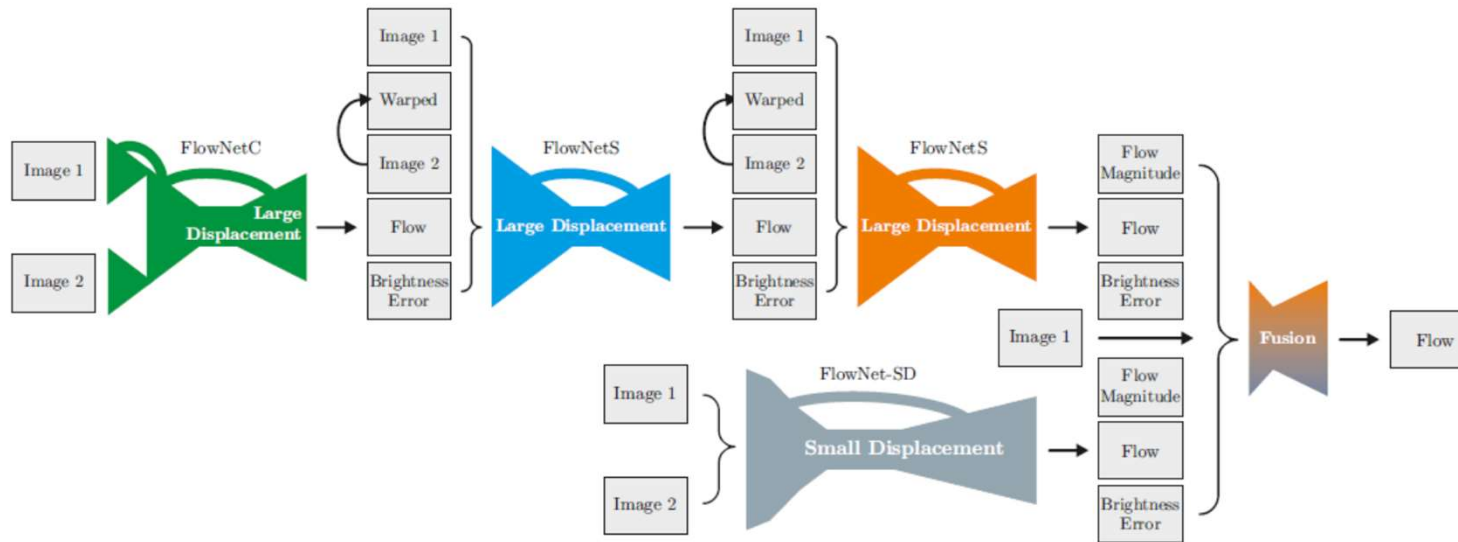 Image 1
Image 2
FlowNetC
Large
Displacement
Image 1
Warped
Image 2
Flow
Brightness
Error
FlowNetS
Large Displacement
Image 1
Warped
Image 2
Flow
Brightness
Error
FlowNetS
Large Displacement
Flow
Magnitude
Flow
Brightness
Error
Image 1
Image 1
Image 2
FlowNet-SD
Small Displacement
Flow
Magnitude
Flow
Brightness
Error
Fusion
Flow